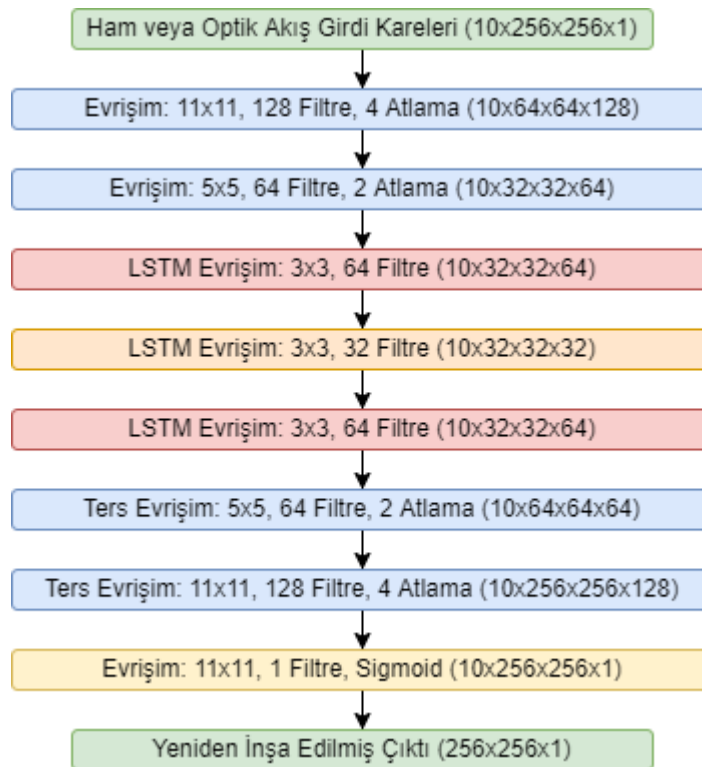 Ham veya Optik Akış Girdi Kareleri (10x256x256x1)
Evrişim: 11x11, 128 Filtre, 4 Atlama (10x64x64x128)
Evrişim: 5x5, 64 Filtre, 2 Atlama (10x32x32x64)
LSTM Evrişim: 3x3, 64 Filtre (10x32x32x64)
LSTM Evrişim: 3x3, 32 Filtre (10x32x32x32)
LSTM Evrişim: 3x3, 64 Filtre (10x32x32x64)
Ters Evrişim: 5x5, 64 Filtre, 2 Atlama (10x64x64x64)
Ters Evrişim: 11x11, 128 Filtre, 4 Atlama (10x256x256x128)
Evrişim: 11x11, 1 Filtre, Sigmoid (10x256x256x1)
Yeniden İnşa Edilmiş Çıktı (256x256x1)